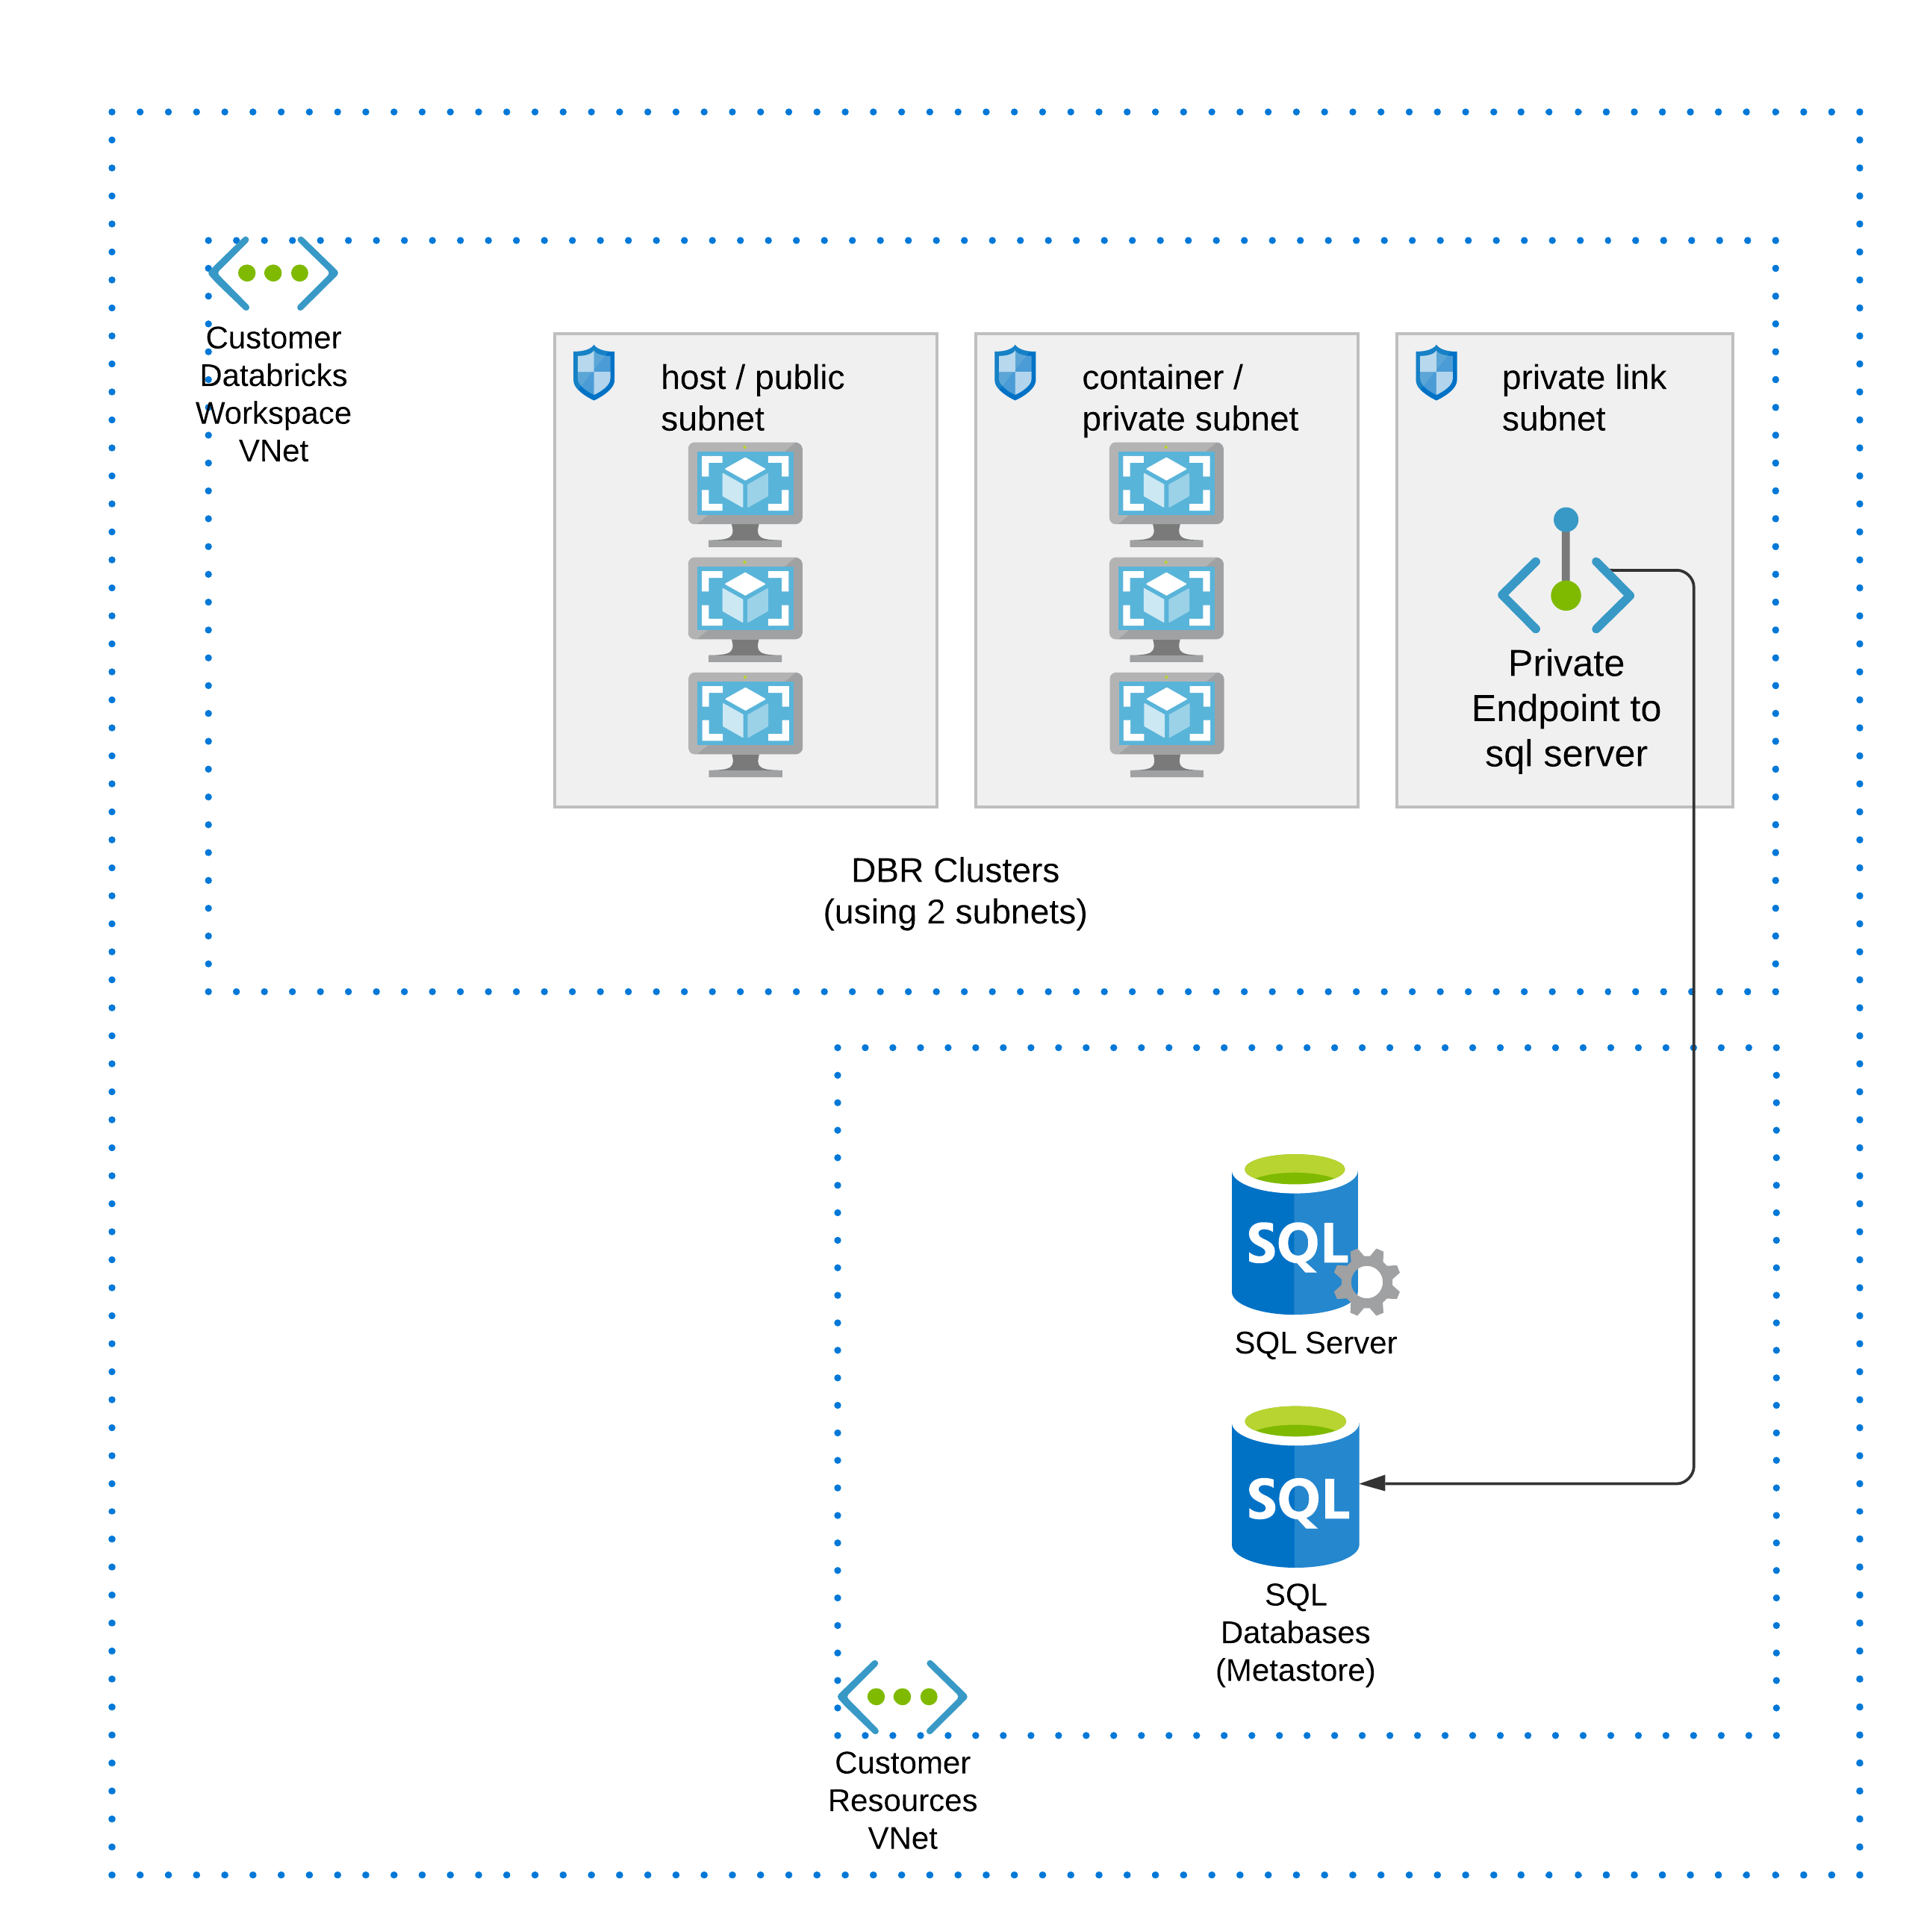 Customer
Databricks
Workspace
VNet
host / public
subnet
container /
private subnet
private link
subnet
Private
Endpoint to
sql server
DBR Clusters
(using 2 subnets)
SQL
SQL Server
SQL
SQL
Databases
(Metastore)
Customer
Resources
VNet